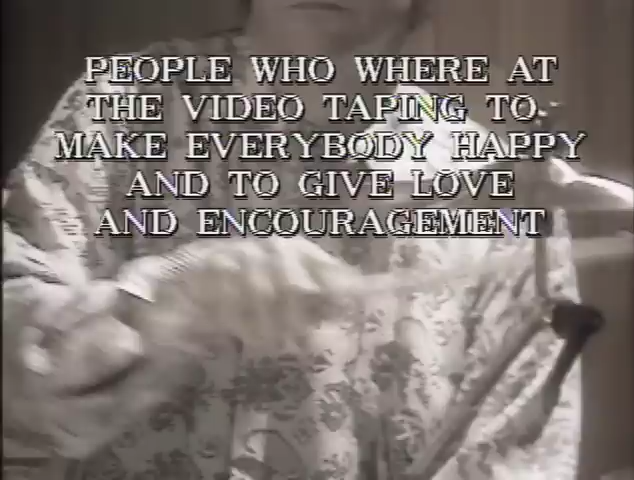 PEOPLE WHO WHERE AT
THE VIDEO TAPING TO
MAKE EVERYBODY HAPPY
AND TO GIVE LOVE
AND ENCOURAGEMENT